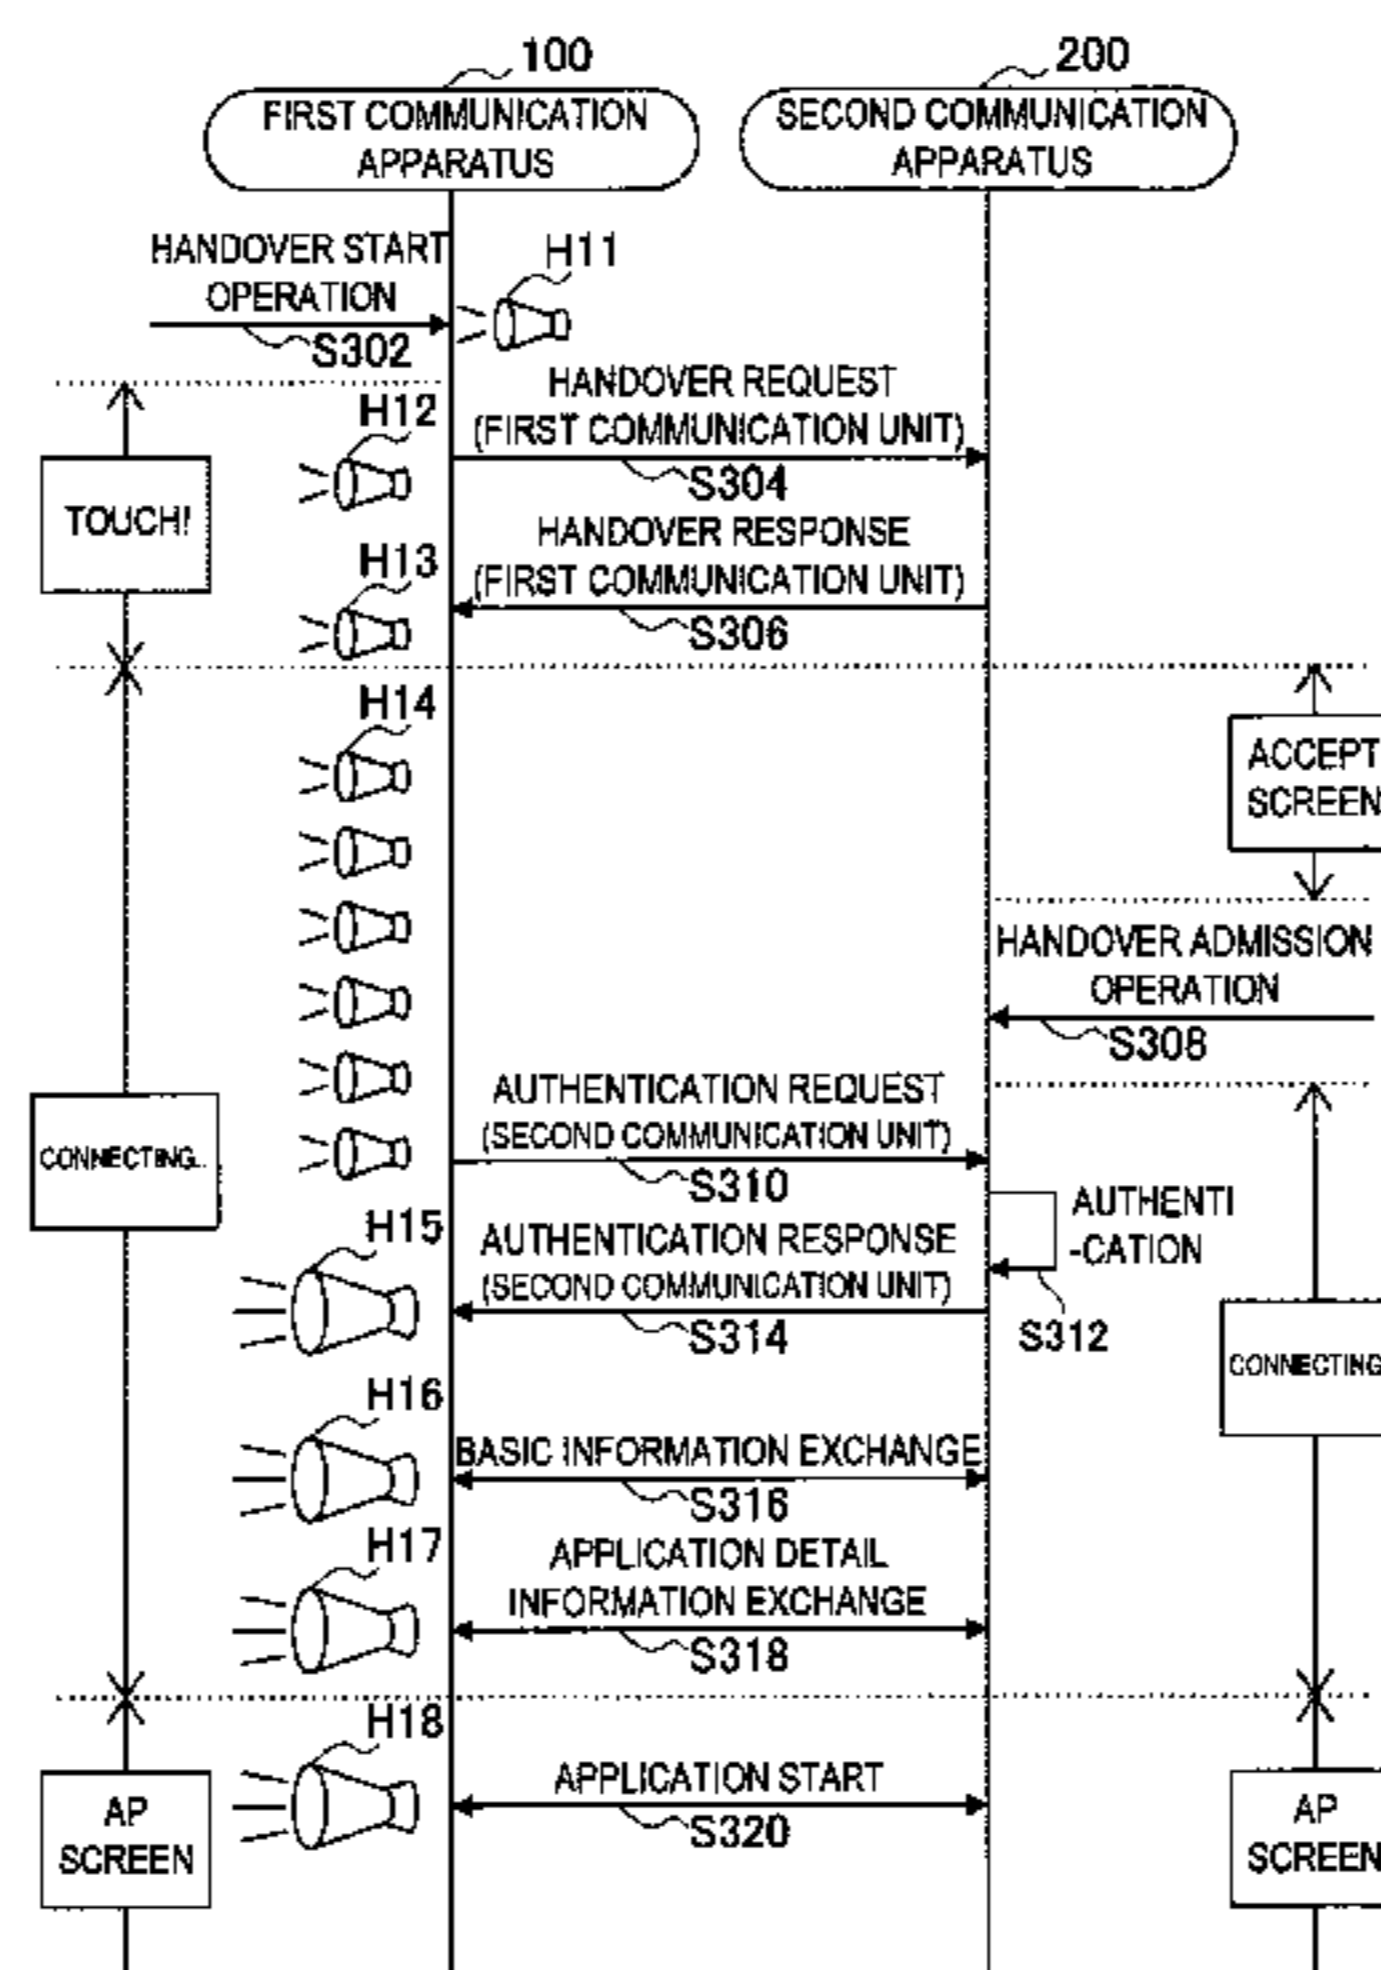 100
200
FIRST COMMUNICATION
APPARATUS
SECOND COMMUNICATION
APPARATUS
HANDOVER START
OPERATION
S302
H11
HANDOVER REQUEST
(FIRST COMMUNICATION UNIT)
S304
H12
TOUCH!
HANDOVER RESPONSE
(FIRST COMMUNICATION UNIT)
S306
H13
H14
ACCEPT
SCREEN
HANDOVER ADMISSION
OPERATION
S308
CONNECTING..
AUTHENTICATION REQUEST
(SECOND COMMUNICATION UNIT)
S310
AUTHENTI
-CATION
S312
H15
AUTHENTICATION RESPONSE
(SECOND COMMUNICATION UNIT)
S314
CONNECTING
H16
BASIC INFORMATION EXCHANGE
S316
H17
APPLICATION DETAIL
INFORMATION EXCHANGE
S318
H18
APPLICATION START
S320
AP
SCREEN
AP
SCREEN